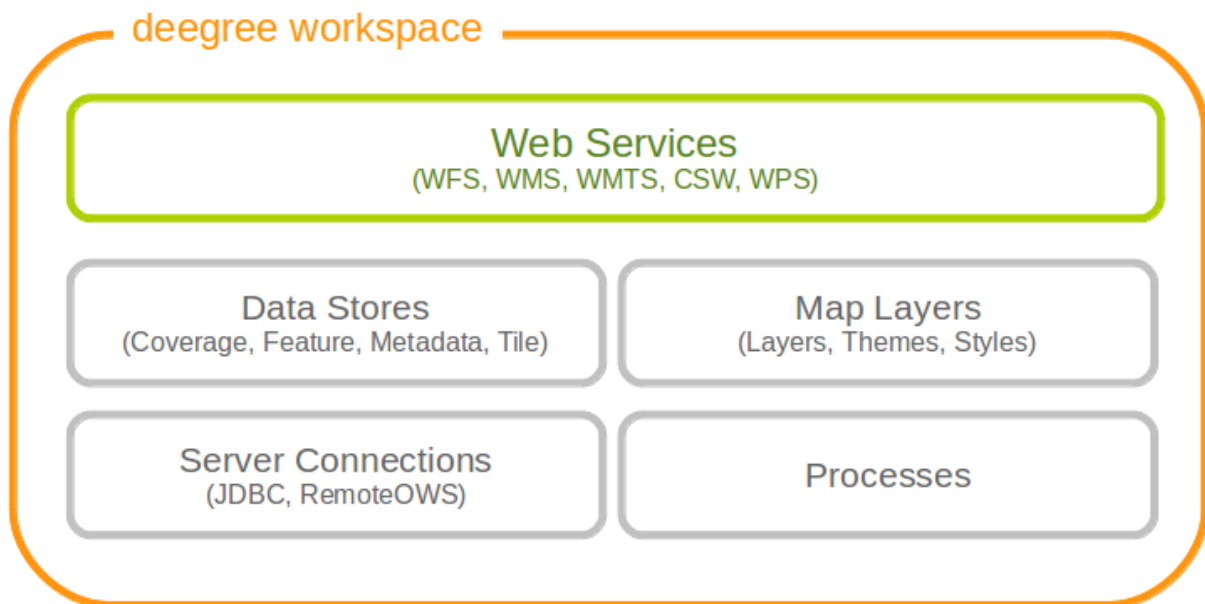 deegree workspace
Web Services
(WFS, WMS, WMTS, CSW, WPS)
Data Stores
(Coverage, Feature, Metadata, Tile)
Map Layers
(Layers, Themes, Styles)
Server Connections
(JDBC, RemoteOWS)
Processes